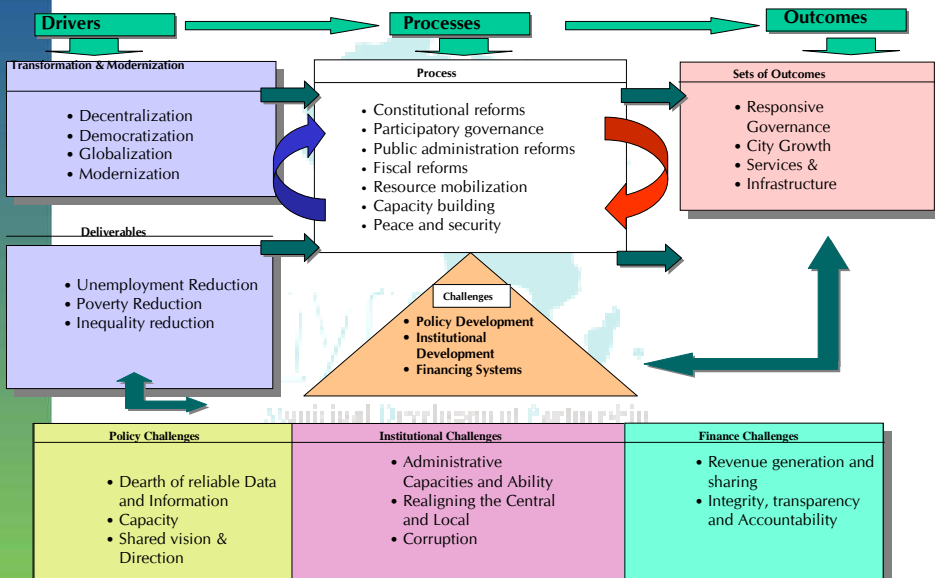 Drivers
Processes
Outcomes
Transformation & Modernization
• Decentralization
• Democratization
• Globalization
• Modernization
Process
• Constitutional reforms
• Participatory governance
• Public administration reforms
• Fiscal reforms
• Resource mobilization
• Capacity building
• Peace and security
Sets of Outcomes
• Responsive
Governance
• City Growth
• Services &
• Infrastructure
Deliverables
• Unemployment Reduction
• Poverty Reduction
• Inequality reduction
Challenges
• Policy Development
• Institutional
Development
• Financing Systems
Policy Challenges
• Dearth of reliable Data
and Information
• Capacity
• Shared vision &
Direction
Institutional Challenges
• Administrative
Capacities and Ability
• Realigning the Central
and Local
• Corruption
Finance Challenges
• Revenue generation and
sharing
• Integrity, transparency
and Accountability